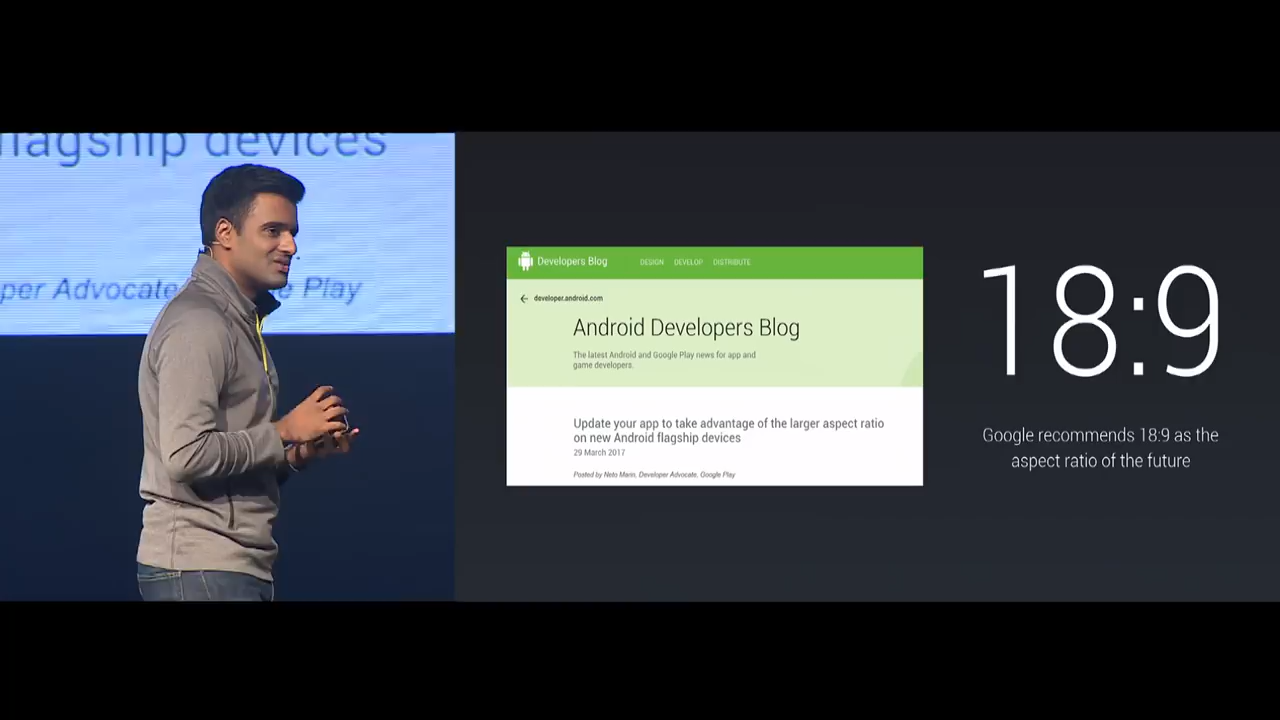 flagship devices
per Advocate
Play
Developers Blog
DESIGN DEVELOP DISTRIBUTE
developer.android.com
Android Developers Blog
The latest Android and Google Play news for app and
game developers.
Update your app to take advantage of the larger aspect ratio
on new Android flagship devices
29 March 2017
Posted by Neto Marin, Developer Advocate, Google Play
18:9
Google recommends 18:9 as the
aspect ratio of the future